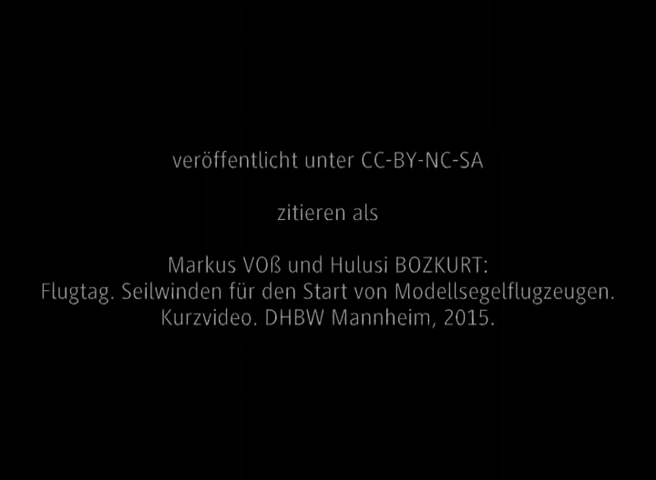 veröffentlicht unter CC-BY-NC-SA
zitieren als
Markus VOß und Hulusi BOZKURT:
Flugtag. Seilwinden für den Start von Modellsegelflugzeugen.
Kurzvideo. DHBW Mannheim, 2015.